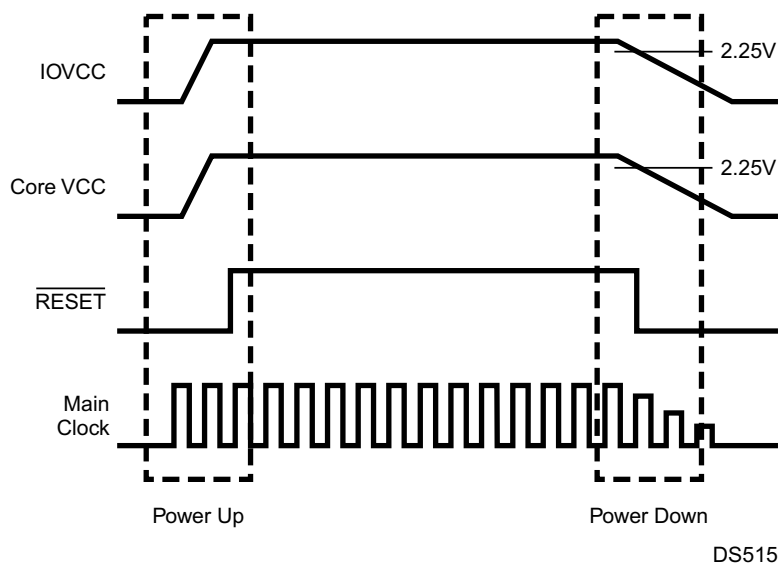 IOVCC
2.25V
Core VCC
2.25V
RESET
Main
Clock
Power Up
Power Down
DS515